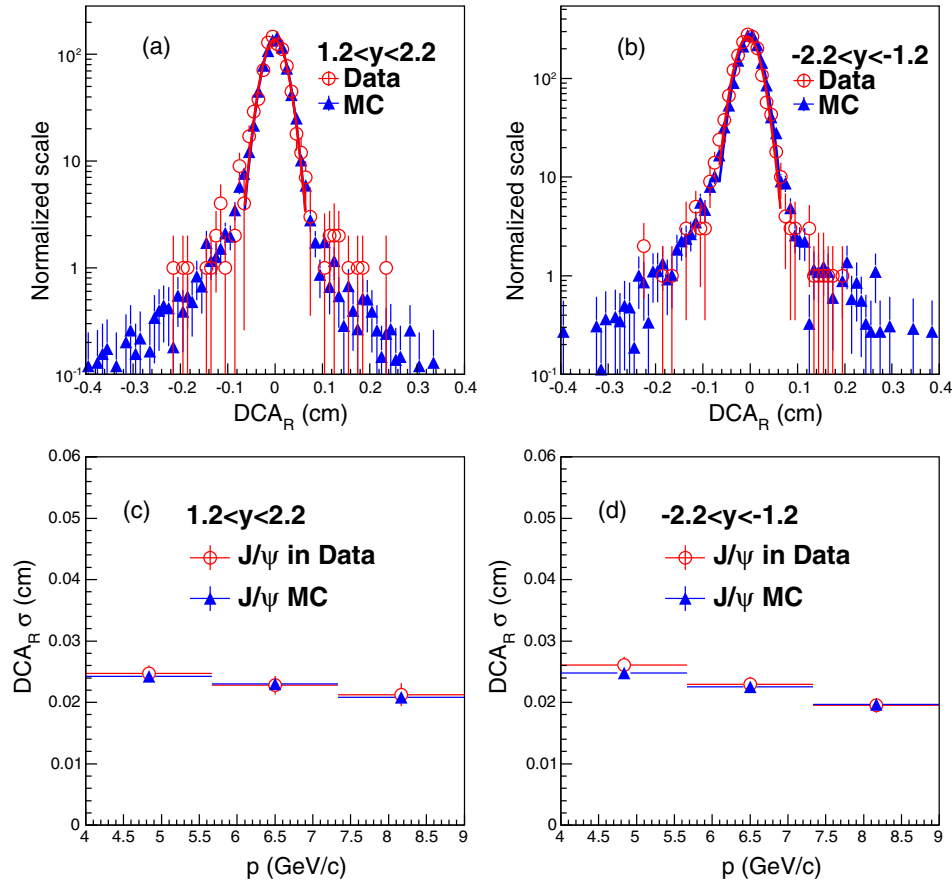 (a)
1.2<y<2.2
Data
MC
Normalized scale
10²
10
1
10⁻¹
-0.4 -0.3 -0.2 -0.1 0 0.1 0.2 0.3 0.4
DCA_R (cm)
(b)
-2.2<y<-1.2
Data
MC
Normalized scale
10²
10
1
10⁻¹
-0.4 -0.3 -0.2 -0.1 0 0.1 0.2 0.3 0.4
DCA_R (cm)
(c)
1.2<y<2.2
J/ψ in Data
J/ψ MC
DCA_R σ (cm)
0.06
0.05
0.04
0.03
0.02
0.01
0
4 4.5 5 5.5 6 6.5 7 7.5 8 8.5 9
p (GeV/c)
(d)
-2.2<y<-1.2
J/ψ in Data
J/ψ MC
DCA_R σ (cm)
0.06
0.05
0.04
0.03
0.02
0.01
0
4 4.5 5 5.5 6 6.5 7 7.5 8 8.5 9
p (GeV/c)